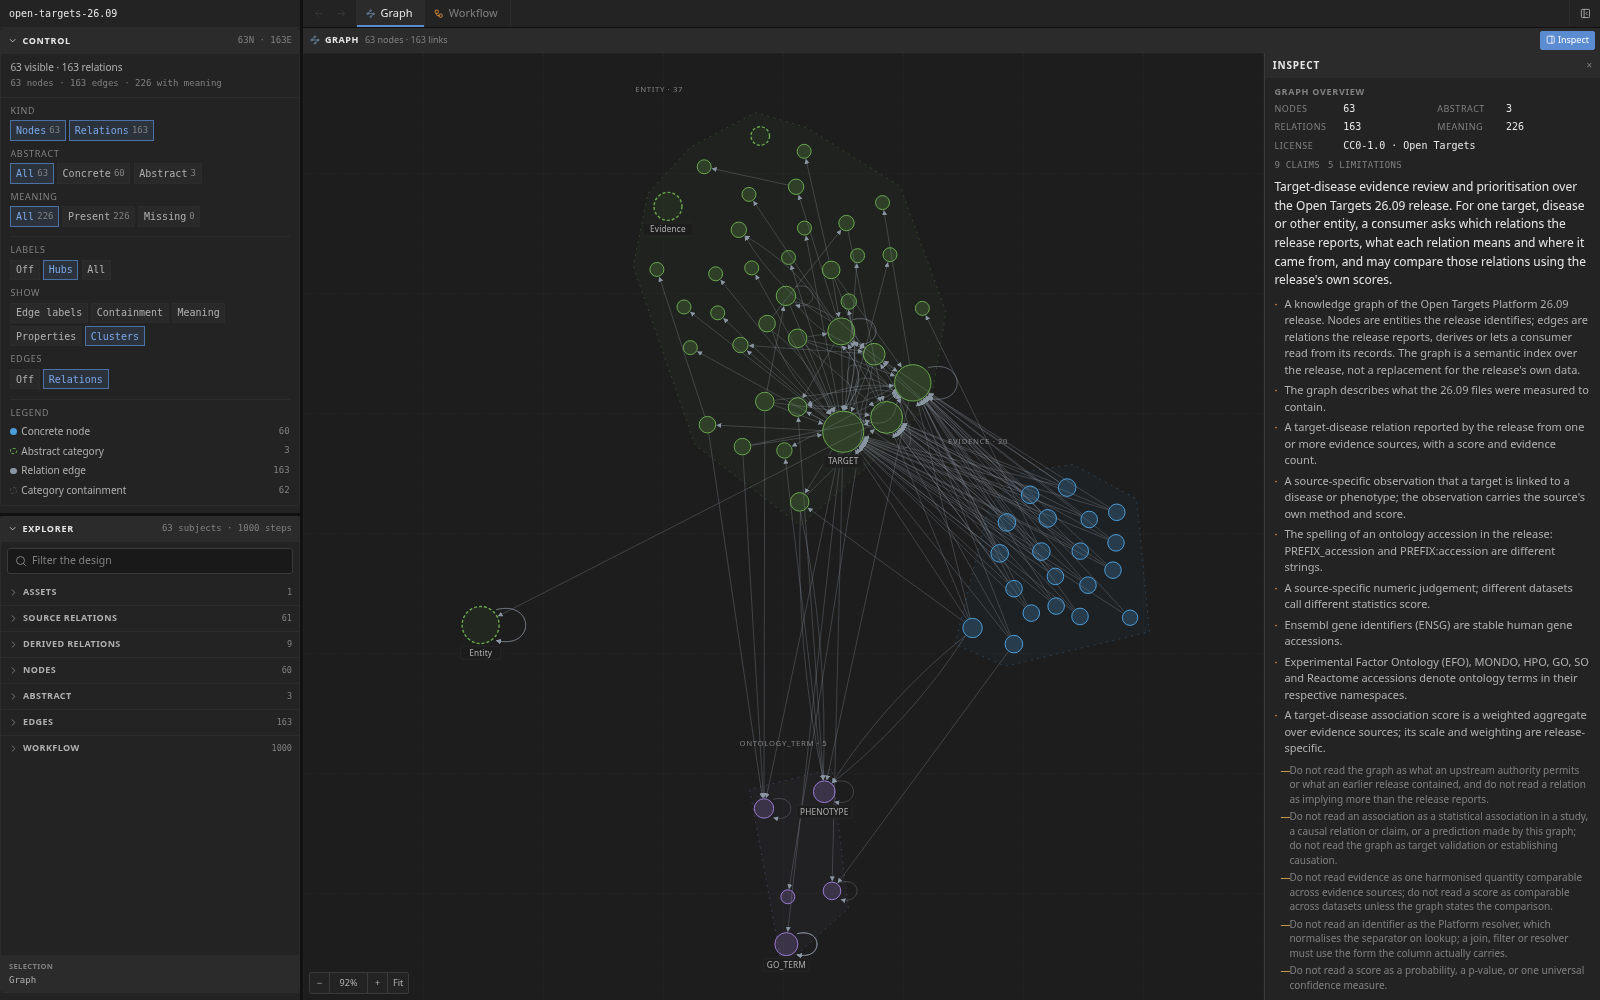 open-targets-26.09
Graph
Workflow
CONTROL
63N · 163E
63 visible · 163 relations
63 nodes · 163 edges · 226 with meaning
KIND
Nodes 63
Relations 163
ABSTRACT
All 63
Concrete 60
Abstract 3
MEANING
All 226
Present 226
Missing 0
LABELS
Off
Hubs
All
SHOW
Edge labels
Containment
Meaning
Properties
Clusters
EDGES
Off
Relations
LEGEND
Concrete node 60
Abstract category 3
Relation edge 163
Category containment 62
EXPLORER
63 subjects · 1000 steps
Filter the design
ASSETS 1
SOURCE RELATIONS 61
DERIVED RELATIONS 9
NODES 60
ABSTRACT 3
EDGES 163
WORKFLOW 1000
SELECTION
Graph
GRAPH 63 nodes · 163 links
Inspect
ENTITY · 37
Evidence
TARGET
EVIDENCE · 20
Entity
ONTOLOGY_TERM · 5
PHENOTYPE
GO_TERM
− 92% + Fit
INSPECT ×
GRAPH OVERVIEW
NODES 63 ABSTRACT 3
RELATIONS 163 MEANING 226
LICENSE CC0-1.0 · Open Targets
9 CLAIMS 5 LIMITATIONS
Target-disease evidence review and prioritisation over
the Open Targets 26.09 release. For one target, disease
or other entity, a consumer asks which relations the
release reports, what each relation means and where it
came from, and may compare those relations using the
release's own scores.
· A knowledge graph of the Open Targets Platform 26.09
release. Nodes are entities the release identifies; edges are
relations the release reports, derives or lets a consumer
read from its records. The graph is a semantic index over
the release, not a replacement for the release's own data.
· The graph describes what the 26.09 files were measured to
contain.
· A target-disease relation reported by the release from one
or more evidence sources, with a score and evidence
count.
· A source-specific observation that a target is linked to a
disease or phenotype; the observation carries the source's
own method and score.
· The spelling of an ontology accession in the release:
PREFIX_accession and PREFIX:accession are different
strings.
· A source-specific numeric judgement; different datasets
call different statistics score.
· Ensembl gene identifiers (ENSG) are stable human gene
accessions.
· Experimental Factor Ontology (EFO), MONDO, HPO, GO, SO
and Reactome accessions denote ontology terms in their
respective namespaces.
· A target-disease association score is a weighted aggregate
over evidence sources; its scale and weighting are release-
specific.
—Do not read the graph as what an upstream authority permits
or what an earlier release contained, and do not read a relation
as implying more than the release reports.
—Do not read an association as a statistical association in a study,
a causal relation or claim, or a prediction made by this graph;
do not read the graph as target validation or establishing
causation.
—Do not read evidence as one harmonised quantity comparable
across evidence sources; do not read a score as comparable
across datasets unless the graph states the comparison.
—Do not read an identifier as the Platform resolver, which
normalises the separator on lookup; a join, filter or resolver
must use the form the column actually carries.
—Do not read a score as a probability, a p-value, or one universal
confidence measure.